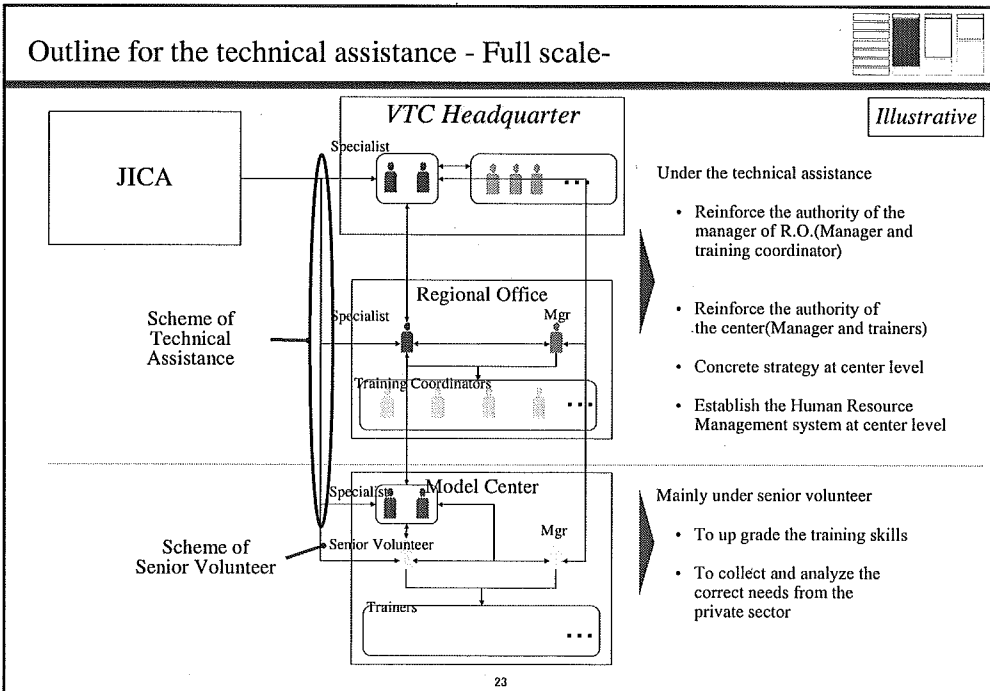 Outline for the technical assistance - Full scale-
JICA
VTC Headquarter
Illustrative
Specialist
Scheme of
Technical
Assistance
Regional Office
Specialist
Mgr
Training Coordinators
Under the technical assistance
• Reinforce the authority of the
manager of R.O.(Manager and
training coordinator)
• Reinforce the authority of
the center(Manager and trainers)
• Concrete strategy at center level
• Establish the Human Resource
Management system at center level
Scheme of
Senior Volunteer
Model Center
Specialist
Senior Volunteer
Mgr
Trainers
Mainly under senior volunteer
• To up grade the training skills
• To collect and analyze the
correct needs from the
private sector
23